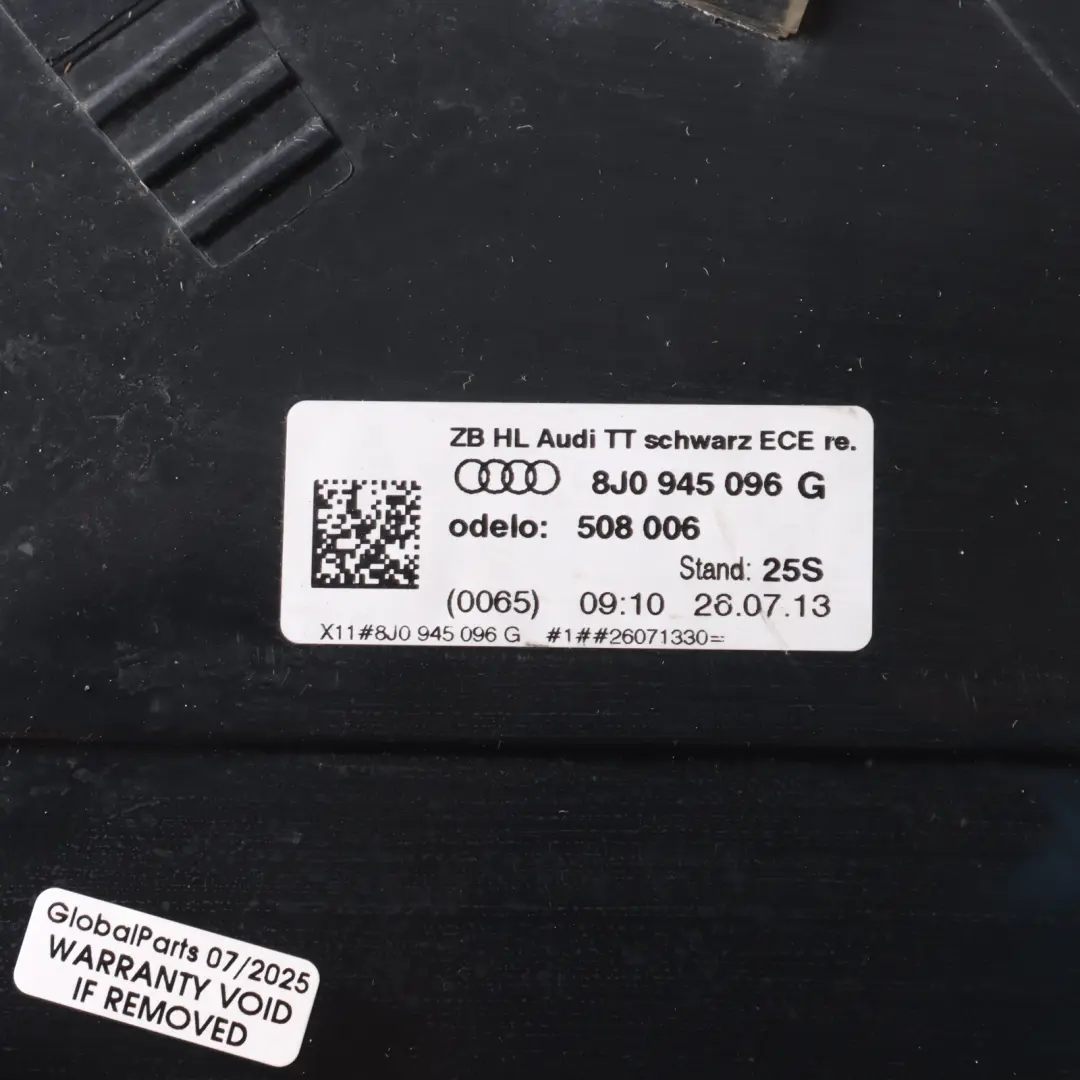 ZB HL Audi TT schwarz ECE re.
8J0 945 096 G
odelo: 508 006
Stand: 25S
(0065) 09:10 26.07.13
X11#8J0 945 096 G #1##26071330=
GlobalParts 07/2025
WARRANTY VOID
IF REMOVED